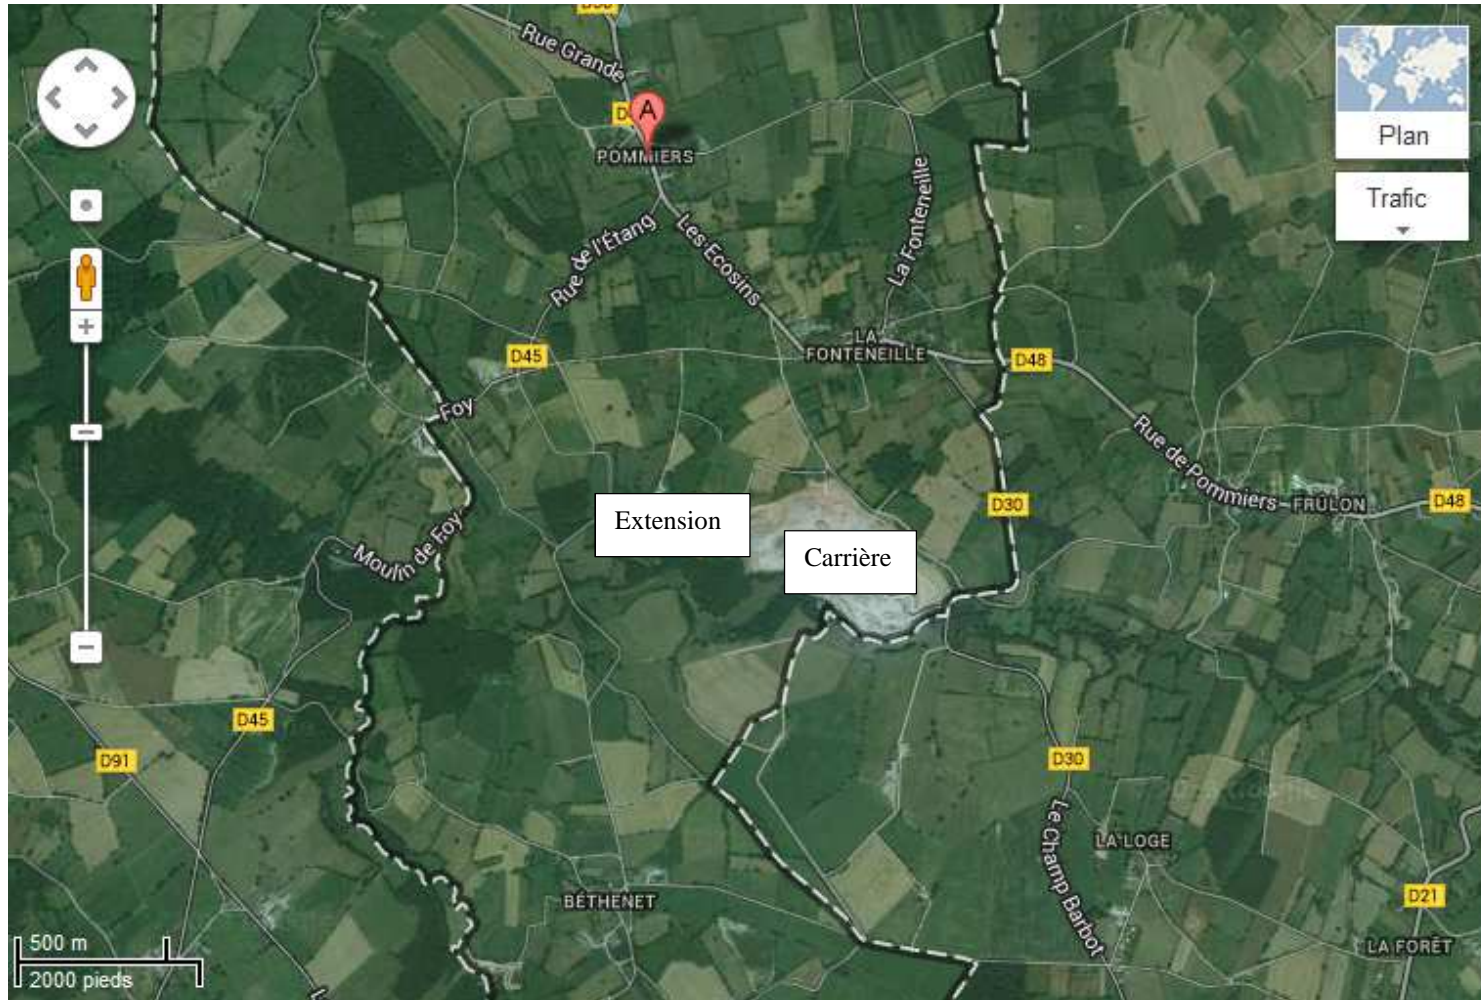 D30
Rue Grande
D
A
POMMIERS
Plan
Trafic
La Fonteneille
Les Ecosins
Rue de l'Étang
LA
FONTENEILLE
D45
D48
Foy
Rue de Pommiers
FRÛLON
D48
D30
Extension
Carrière
Moulin de Foy
D45
D91
D30
Le Champ Barbot
LA LOGE
BÉTHENET
D21
LA FORÊT
500 m
2000 pieds